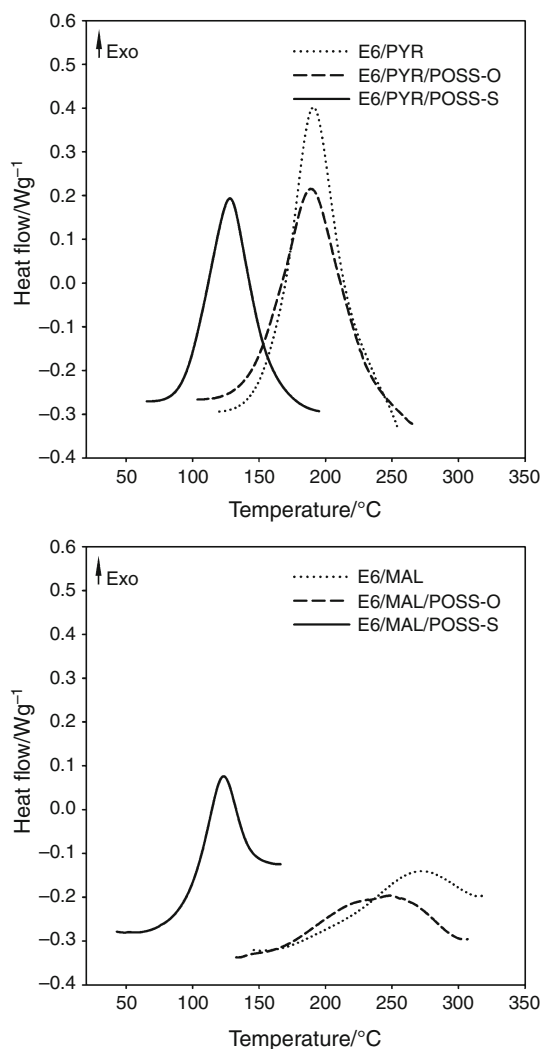 0.6
Exo
E6/PYR
0.5
E6/PYR/POSS-O
E6/PYR/POSS-S
0.4
0.3
0.2
0.1
0.0
–0.1
–0.2
–0.3
–0.4
Heat flow/Wg–1
50 100 150 200 250 300 350
Temperature/°C
0.6
Exo
E6/MAL
0.5
E6/MAL/POSS-O
E6/MAL/POSS-S
0.4
0.3
0.2
0.1
0.0
–0.1
–0.2
–0.3
–0.4
Heat flow/Wg–1
50 100 150 200 250 300 350
Temperature/°C